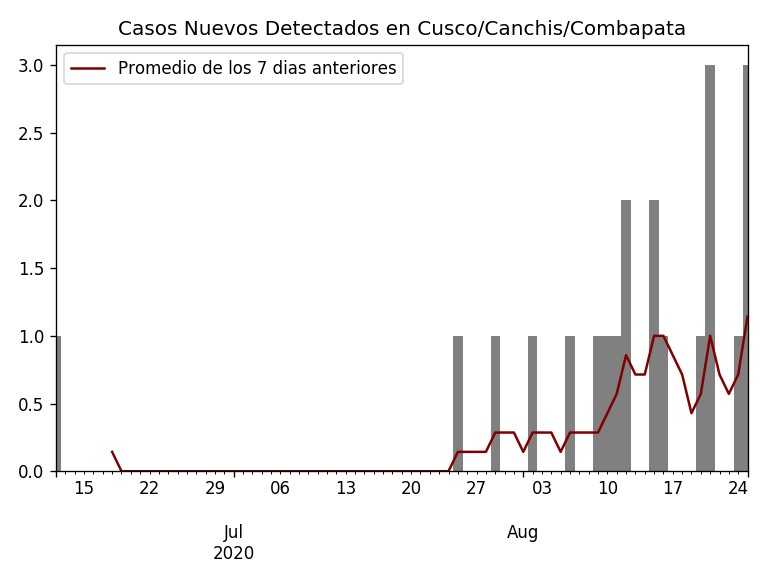 Casos Nuevos Detectados en Cusco/Canchis/Combapata
Promedio de los 7 dias anteriores
3.0
2.5
2.0
1.5
1.0
0.5
0.0
15 22 29 06 13 20 27 03 10 17 24
Jul Aug
2020